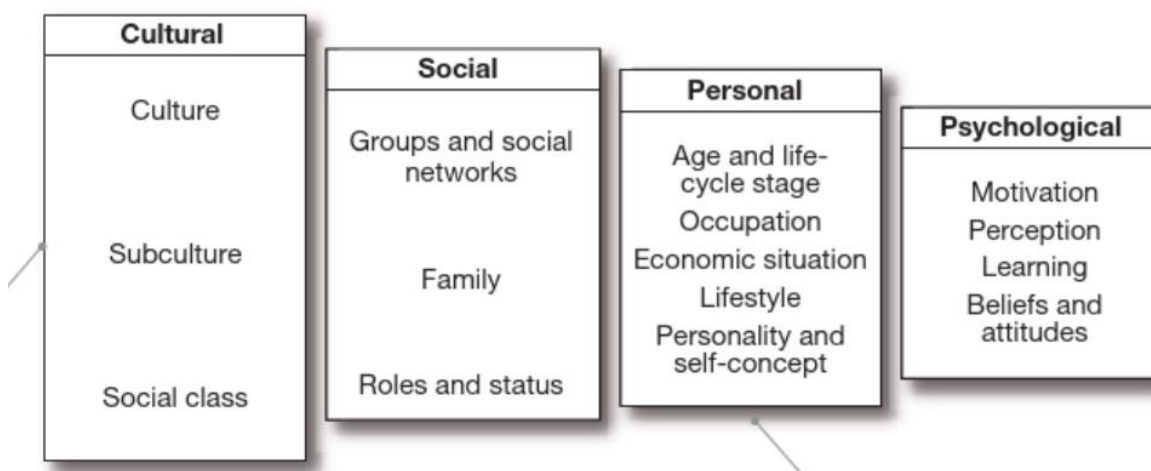 Cultural
Culture
Subculture
Social class
Social
Groups and social
networks
Family
Roles and status
Personal
Age and life-
cycle stage
Occupation
Economic situation
Lifestyle
Personality and
self-concept
Psychological
Motivation
Perception
Learning
Beliefs and
attitudes